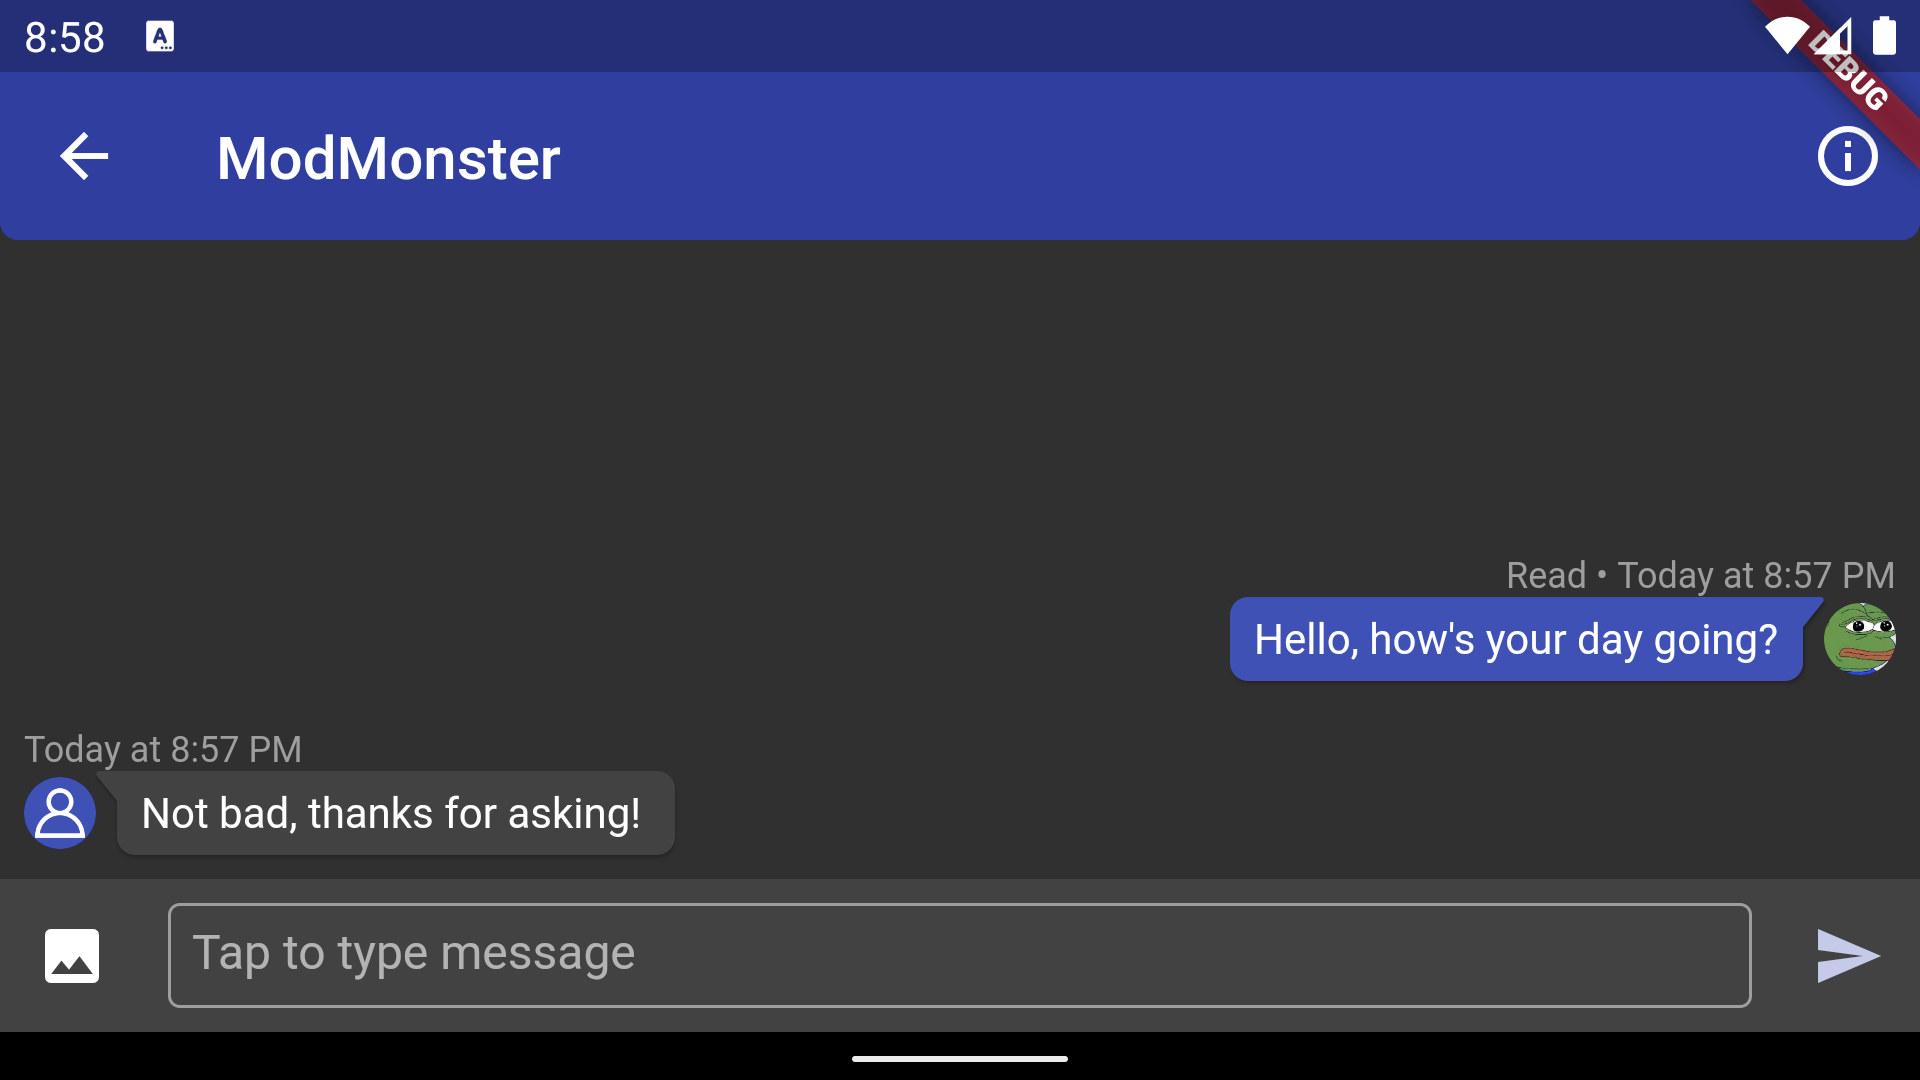 8:58
A
DEBUG
ModMonster
Read • Today at 8:57 PM
Hello, how's your day going?
Today at 8:57 PM
Not bad, thanks for asking!
Tap to type message